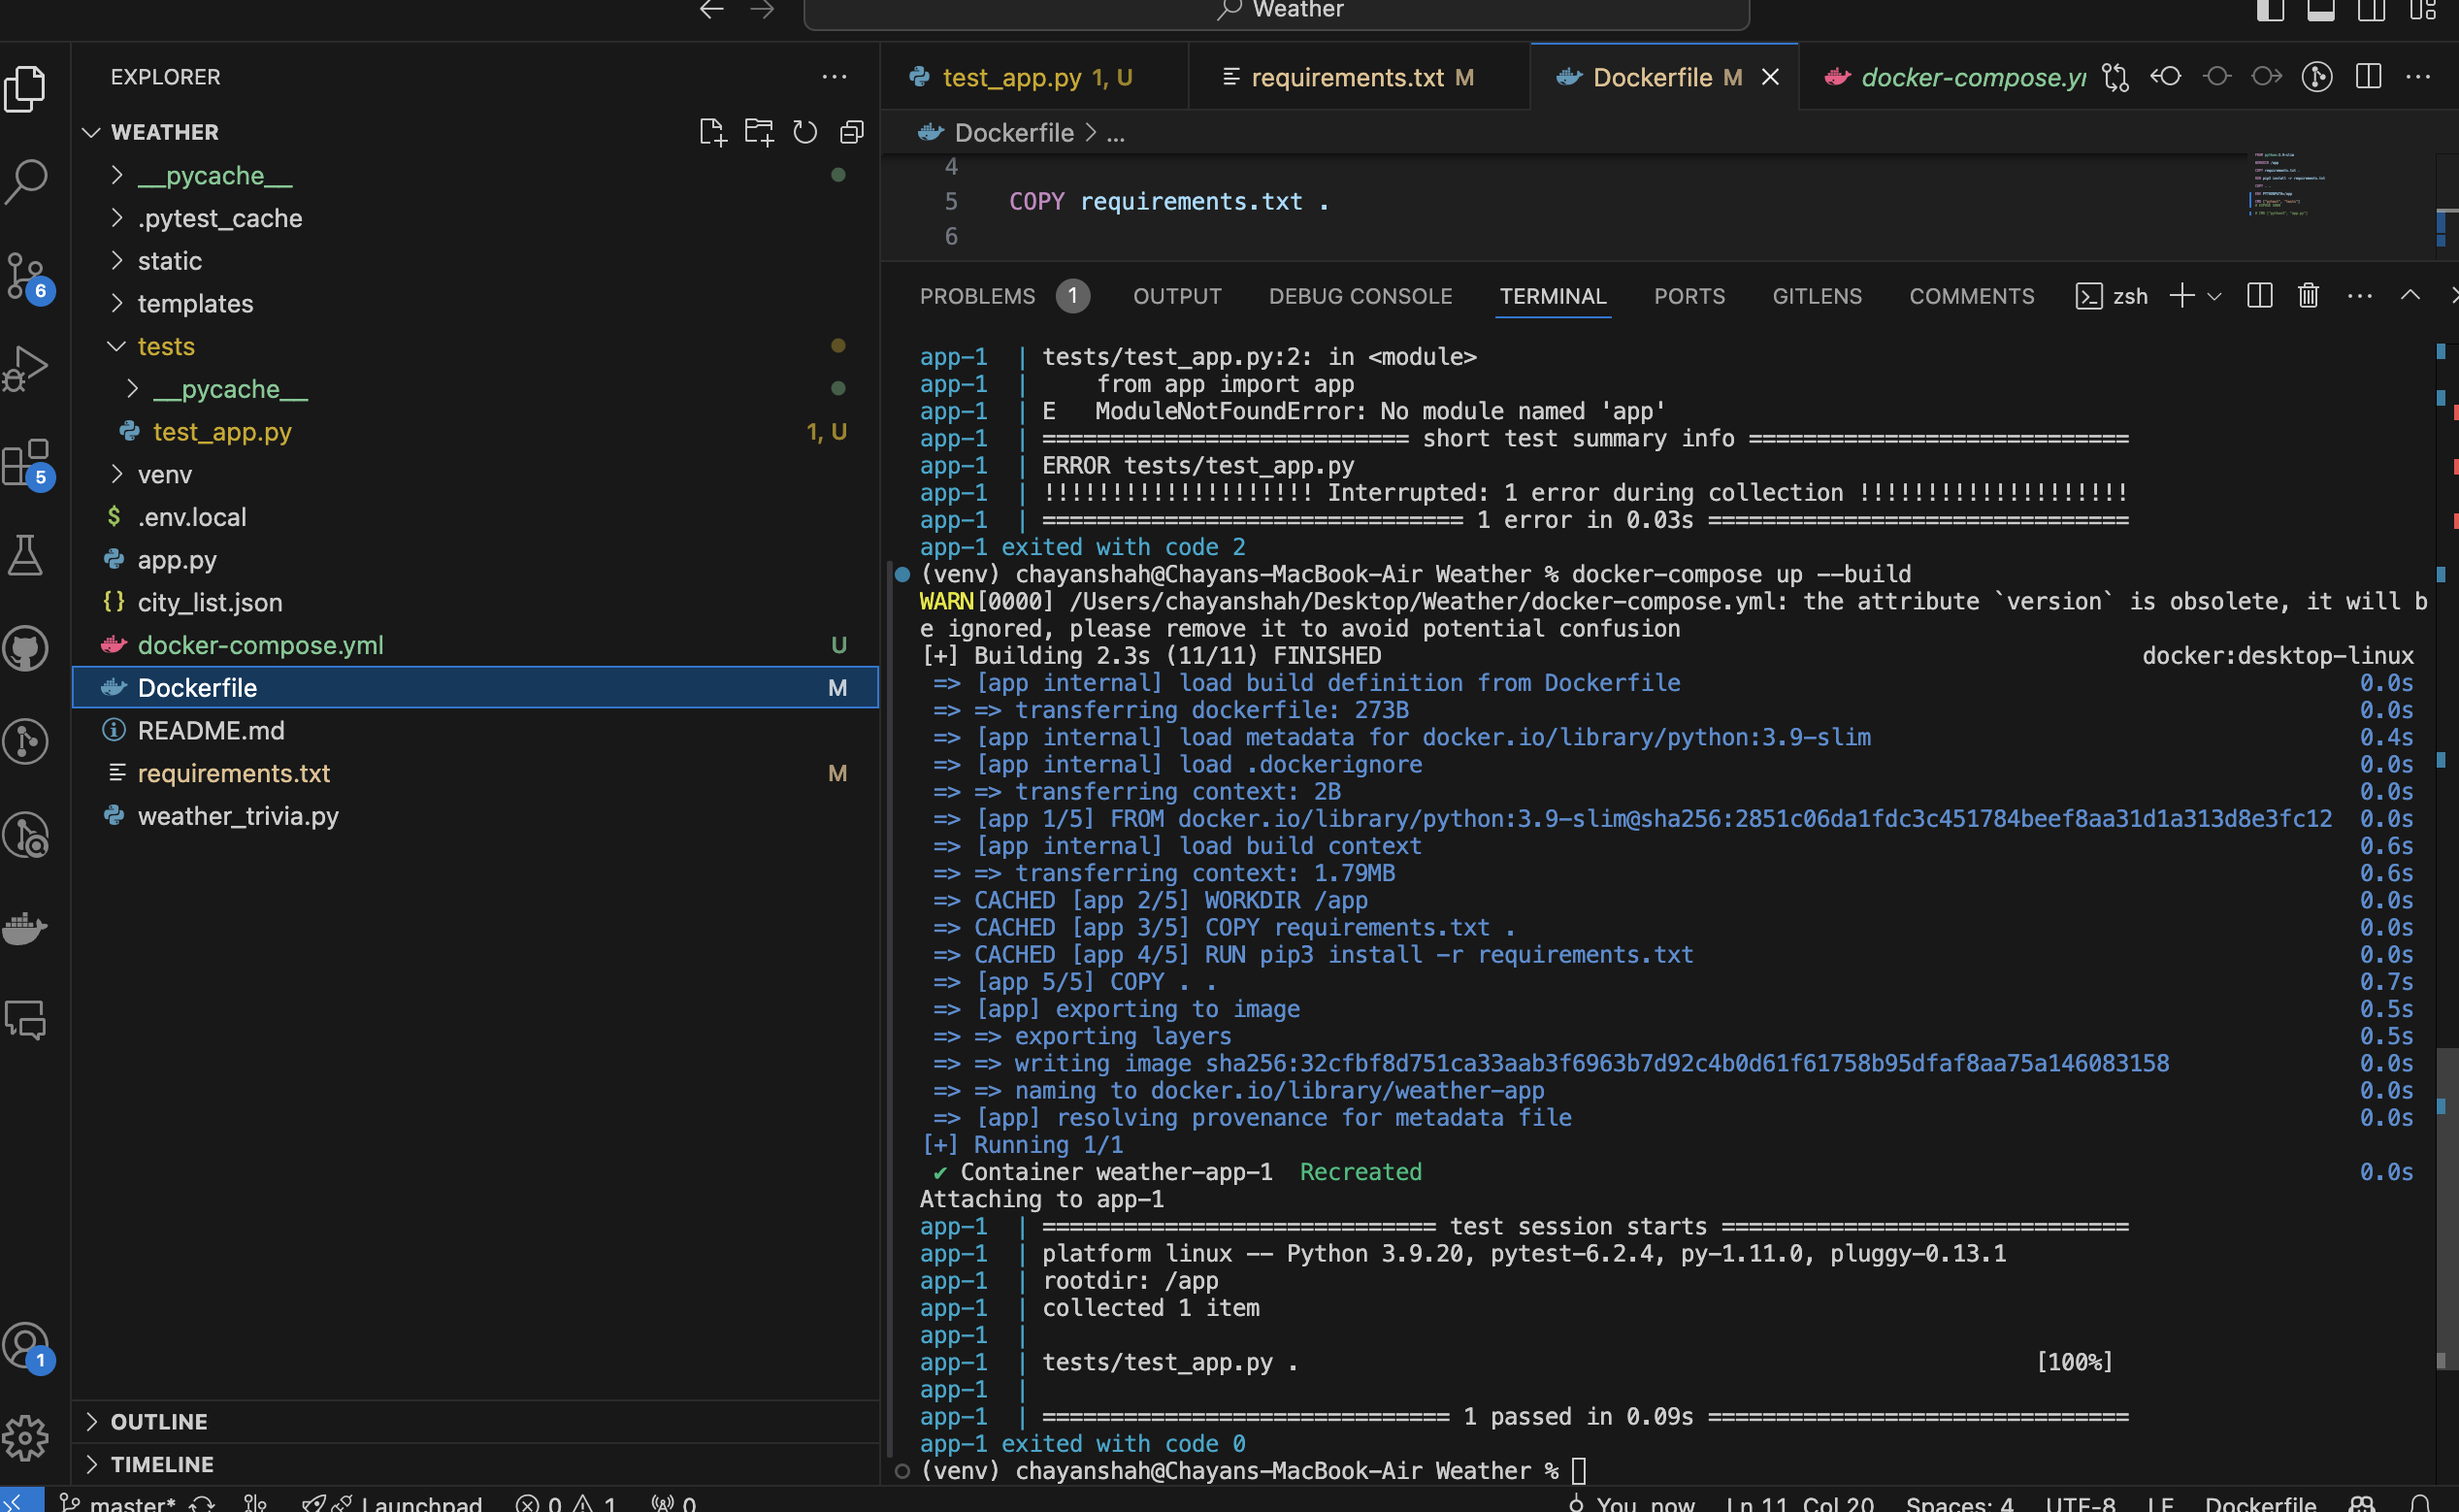 Weather
EXPLORER
WEATHER
__pycache__
.pytest_cache
static
templates
tests
__pycache__
test_app.py 1, U
venv
$ .env.local
app.py
{} city_list.json
docker-compose.yml U
Dockerfile M
README.md
requirements.txt M
weather_trivia.py
OUTLINE
TIMELINE
6
5
1
test_app.py 1, U requirements.txt M Dockerfile M docker-compose.y
Dockerfile > ...
4
5 COPY requirements.txt .
6
PROBLEMS 1 OUTPUT DEBUG CONSOLE TERMINAL PORTS GITLENS COMMENTS zsh
app-1 | tests/test_app.py:2: in <module>
app-1 | from app import app
app-1 | E ModuleNotFoundError: No module named 'app'
app-1 | =========================== short test summary info ============================
app-1 | ERROR tests/test_app.py
app-1 | !!!!!!!!!!!!!!!!!!!! Interrupted: 1 error during collection !!!!!!!!!!!!!!!!!!!!
app-1 | =============================== 1 error in 0.03s ===============================
app-1 exited with code 2
(venv) chayanshah@Chayans-MacBook-Air Weather % docker-compose up --build
WARN[0000] /Users/chayanshah/Desktop/Weather/docker-compose.yml: the attribute `version` is obsolete, it will b
e ignored, please remove it to avoid potential confusion
[+] Building 2.3s (11/11) FINISHED docker:desktop-linux
=> [app internal] load build definition from Dockerfile 0.0s
=> => transferring dockerfile: 273B 0.0s
=> [app internal] load metadata for docker.io/library/python:3.9-slim 0.4s
=> [app internal] load .dockerignore 0.0s
=> => transferring context: 2B 0.0s
=> [app 1/5] FROM docker.io/library/python:3.9-slim@sha256:2851c06da1fdc3c451784beef8aa31d1a313d8e3fc12 0.0s
=> [app internal] load build context 0.6s
=> => transferring context: 1.79MB 0.6s
=> CACHED [app 2/5] WORKDIR /app 0.0s
=> CACHED [app 3/5] COPY requirements.txt . 0.0s
=> CACHED [app 4/5] RUN pip3 install -r requirements.txt 0.0s
=> [app 5/5] COPY . . 0.7s
=> [app] exporting to image 0.5s
=> => exporting layers 0.5s
=> => writing image sha256:32cfbf8d751ca33aab3f6963b7d92c4b0d61f61758b95dfaf8aa75a146083158 0.0s
=> => naming to docker.io/library/weather-app 0.0s
=> [app] resolving provenance for metadata file 0.0s
[+] Running 1/1
✔ Container weather-app-1 Recreated 0.0s
Attaching to app-1
app-1 | ============================= test session starts ==============================
app-1 | platform linux -- Python 3.9.20, pytest-6.2.4, py-1.11.0, pluggy-0.13.1
app-1 | rootdir: /app
app-1 | collected 1 item
app-1 |
app-1 | tests/test_app.py . [100%]
app-1 |
app-1 | ============================== 1 passed in 0.09s ===============================
app-1 exited with code 0
(venv) chayanshah@Chayans-MacBook-Air Weather %
master* Launchpad 0 1 0 You, now Ln 11, Col 20 Spaces: 4 UTF-8 LF Dockerfile